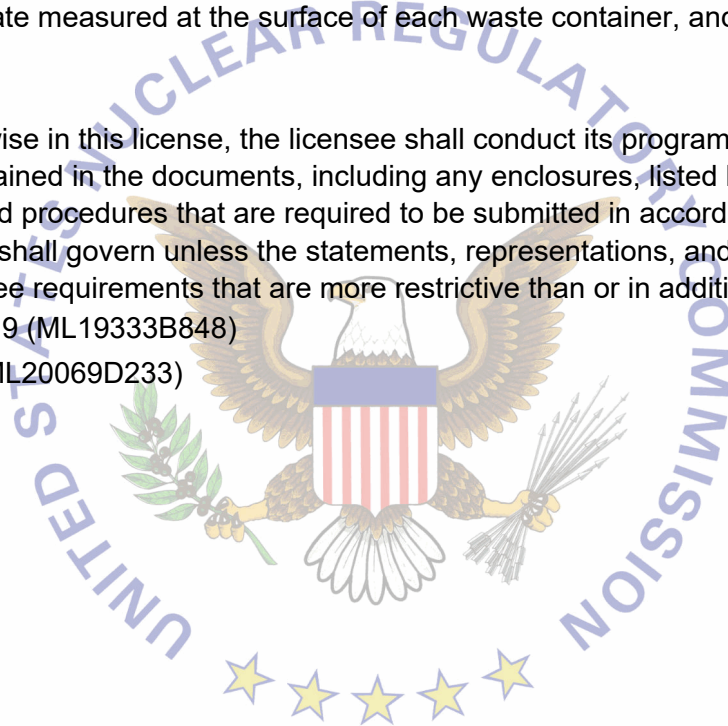 ate measured at the surface of each waste container, and
wise in this license, the licensee shall conduct its program
ained in the documents, including any enclosures, listed
d procedures that are required to be submitted in accord
shall govern unless the statements, representations, and
ee requirements that are more restrictive than or in additi
9 (ML19333B848)
ML20069D233)
UNITED STATES NUCLEAR REGULATORY COMMISSION